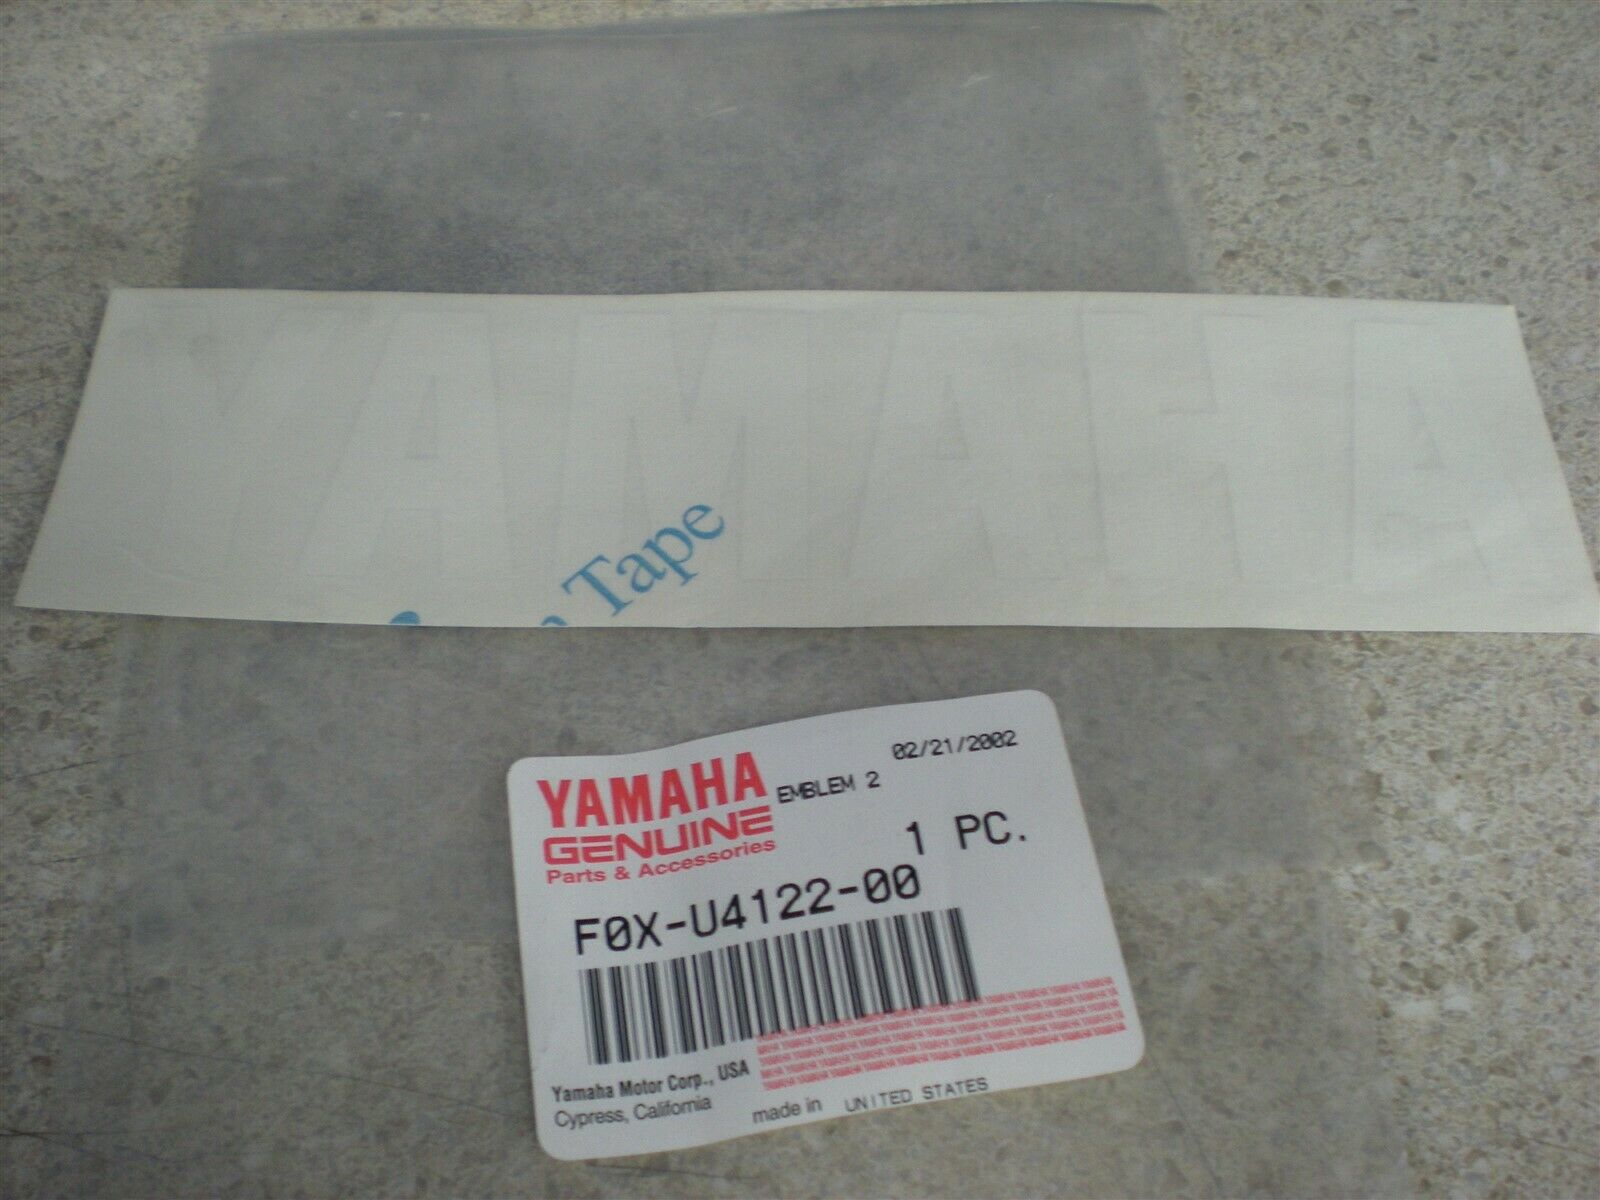 YAMAHA
Tape
YAMAHA
GENUINE
Parts & Accessories
EMBLEM 2
02/21/2002
1 PC.
F0X-U4122-00
Yamaha Motor Corp., USA
Cypress, California
made in UNITED STATES